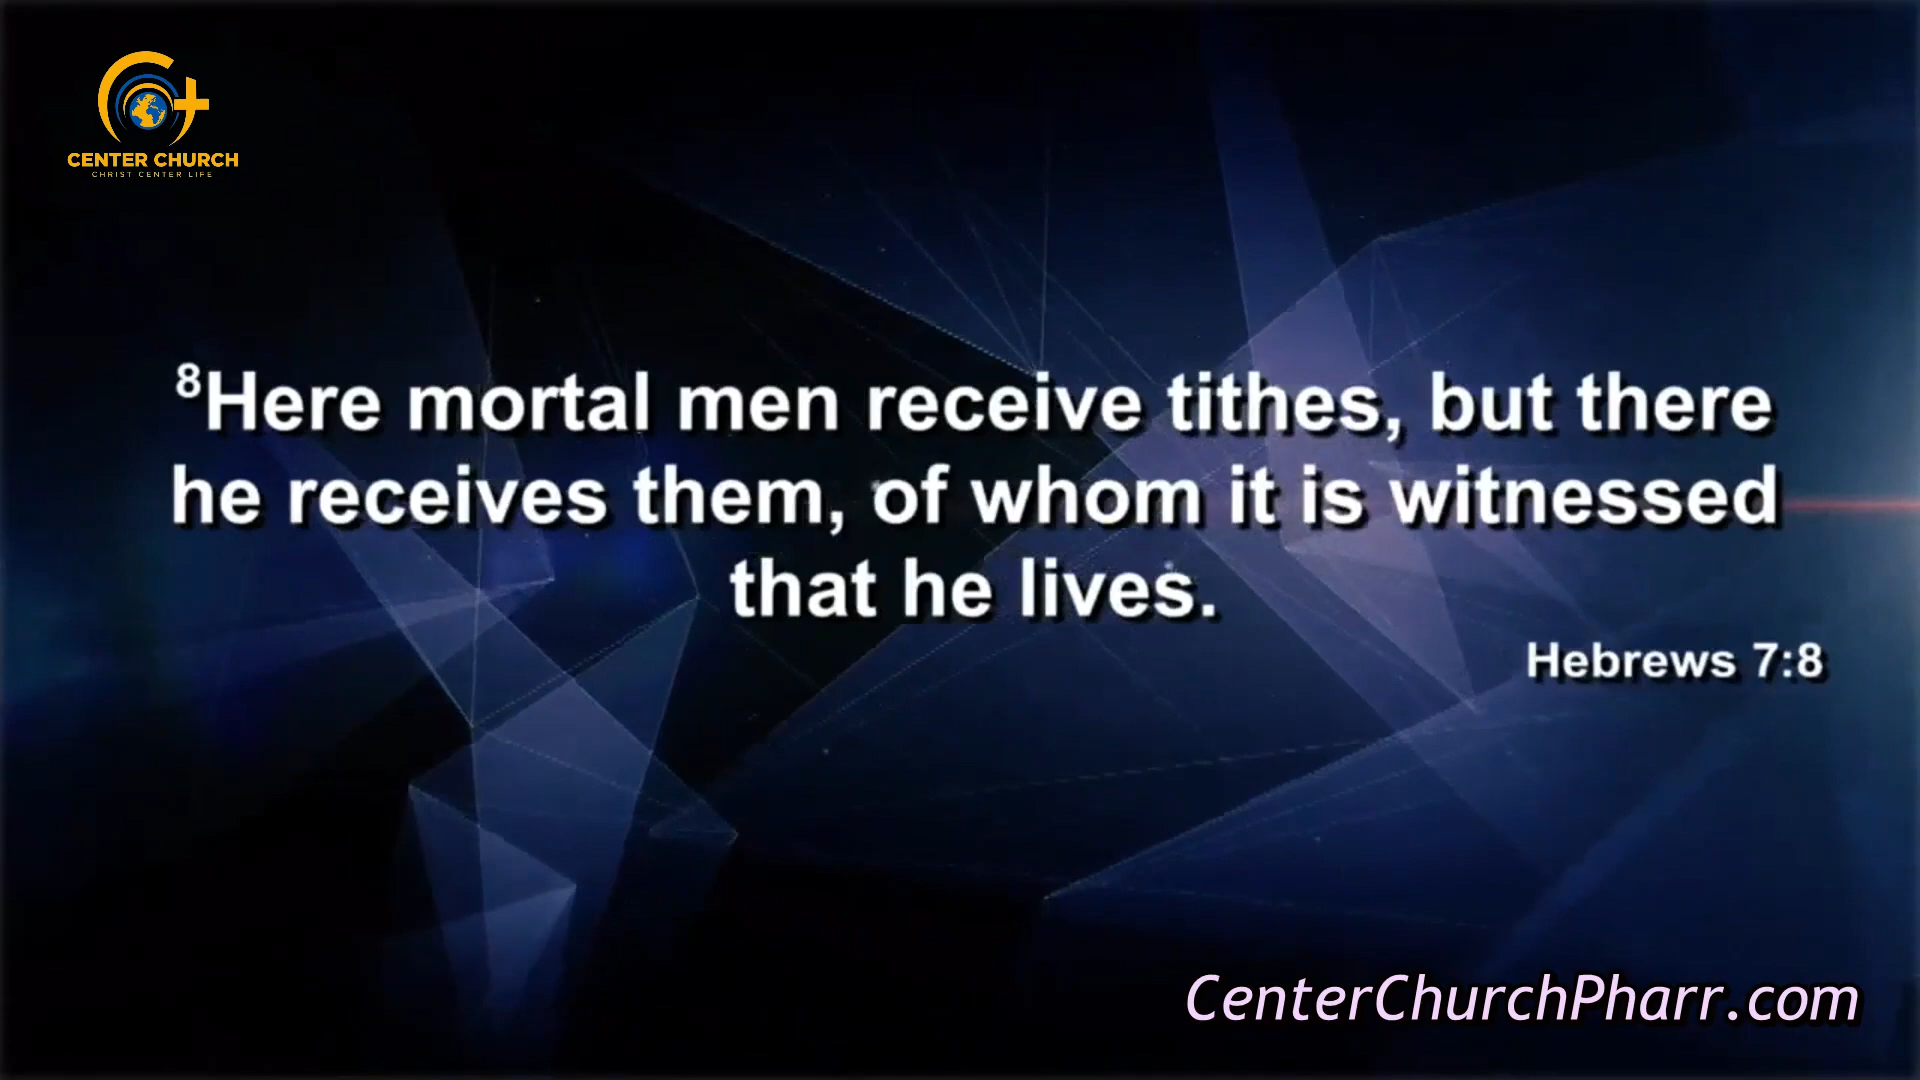 CENTER CHURCH
CHRIST CENTER LIFE
8Here mortal men receive tithes, but there
he receives them, of whom it is witnessed
that he lives.
Hebrews 7:8
CenterChurchPharr.com